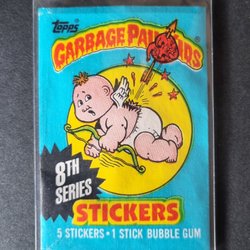 Topps
GARBAGE PAIL KIDS
8TH
SERIES
STICKERS
5 STICKERS • 1 STICK BUBBLE GUM